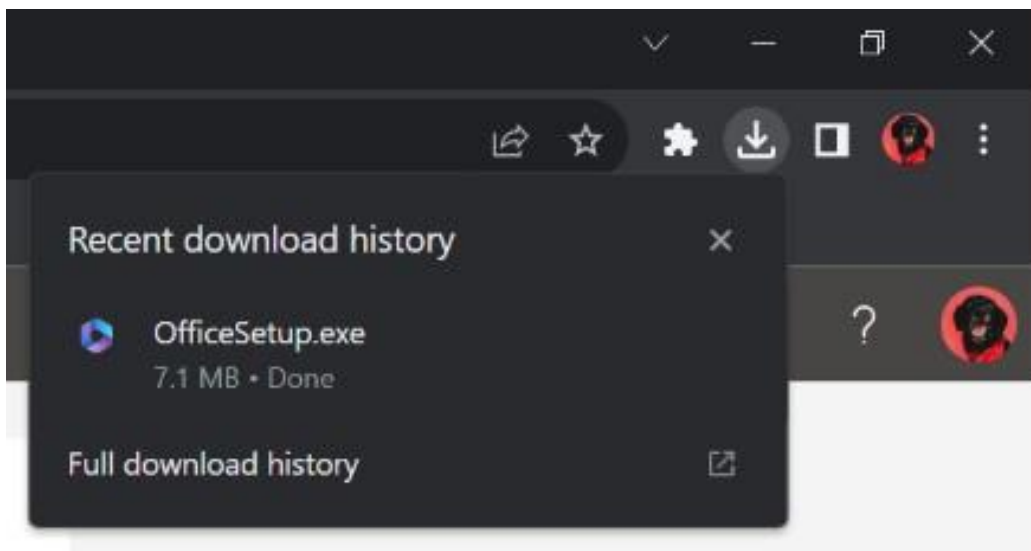 Recent download history
OfficeSetup.exe
7.1 MB • Done
?
Full download history